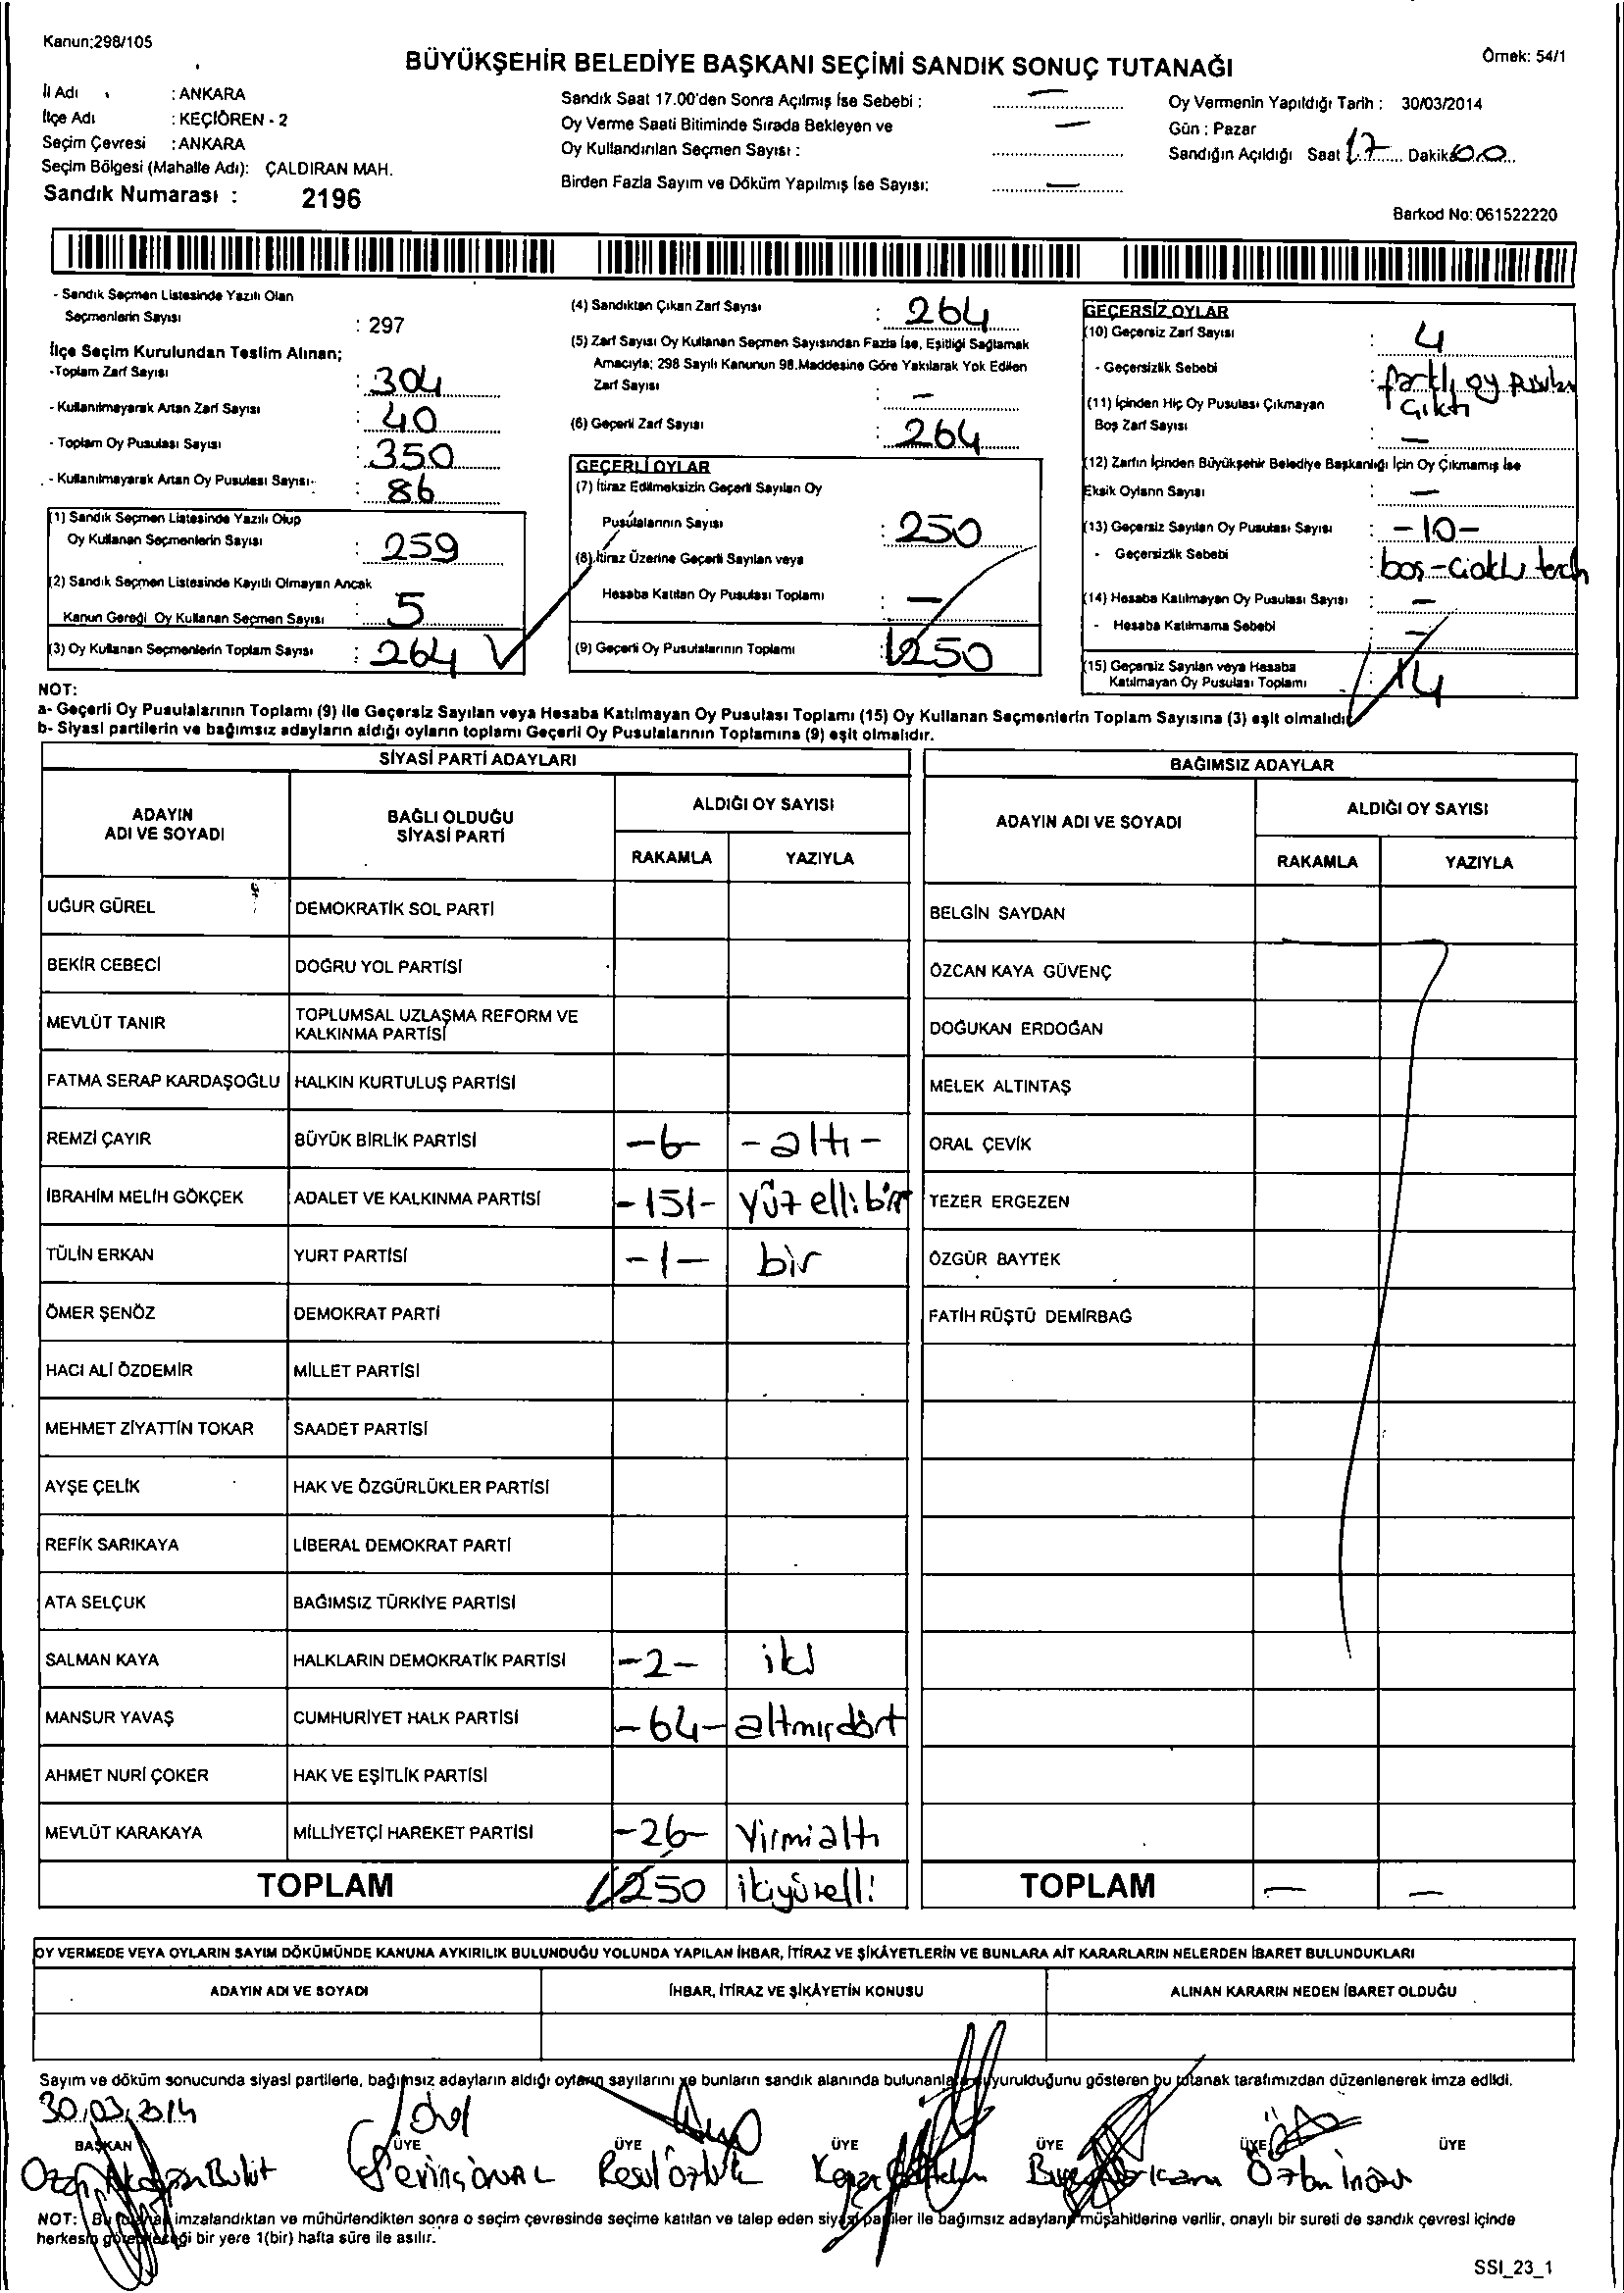 Kanun;298/105
BÜYÜKŞEHİR BELEDİYE BAŞKANI SEÇİMİ SANDIK SONUÇ TUTANAĞI
Örnek: 54/1
İl Adı : ANKARA
İlçe Adı : KEÇİÖREN - 2
Seçim Çevresi : ANKARA
Seçim Bölgesi (Mahalle Adı): ÇALDIRAN MAH.
Sandık Numarası : 2196
Sandık Saat 17.00'den Sonra Açılmış İse Sebebi : —
Oy Verme Saati Bitiminde Sırada Bekleyen ve —
Oy Kullandırılan Seçmen Sayısı :
Birden Fazla Sayım ve Döküm Yapılmış İse Sayısı: —
Oy Vermenin Yapıldığı Tarih : 30/03/2014
Gün : Pazar
Sandığın Açıldığı Saat 17 Dakika 00
Barkod No: 061522220
- Sandık Seçmen Listesinde Yazılı Olan
Seçmenlerin Sayısı : 297
İlçe Seçim Kurulundan Teslim Alınan;
-Toplam Zarf Sayısı : 304
- Kullanılmayarak Artan Zarf Sayısı : 40
- Toplam Oy Pusulası Sayısı : 350
- Kullanılmayarak Artan Oy Pusulası Sayısı : 86
(1) Sandık Seçmen Listesinde Yazılı Olup
Oy Kullanan Seçmenlerin Sayısı : 259
(2) Sandık Seçmen Listesinde Kayıtlı Olmayan Ancak
Kanun Gereği Oy Kullanan Seçmen Sayısı : 5
(3) Oy Kullanan Seçmenlerin Toplam Sayısı : 264
(4) Sandıktan Çıkan Zarf Sayısı : 264
(5) Zarf Sayısı Oy Kullanan Seçmen Sayısından Fazla İse, Eşitliği Sağlamak
Amacıyla; 298 Sayılı Kanunun 98.Maddesine Göre Yakılarak Yok Edilen
Zarf Sayısı : —
(6) Geçerli Zarf Sayısı : 264
GEÇERLİ OYLAR
(7) İtiraz Edilmeksizin Geçerli Sayılan Oy
Pusulalarının Sayısı : 250
(8) İtiraz Üzerine Geçerli Sayılan veya
Hesaba Katılan Oy Pusulası Toplamı : —
(9) Geçerli Oy Pusulalarının Toplamı : 250
GEÇERSİZ OYLAR
(10) Geçersiz Zarf Sayısı : 4
- Geçersizlik Sebebi : farklı oy
çıktı
(11) İçinden Hiç Oy Pusulası Çıkmayan
Boş Zarf Sayısı : —
(12) Zarfın İçinden Büyükşehir Belediye Başkanlığı İçin Oy Çıkmamış İse
Eksik Oyların Sayısı : —
(13) Geçersiz Sayılan Oy Pusulası Sayısı : -10-
- Geçersizlik Sebebi : boş-
(14) Hesaba Katılmayan Oy Pusulası Sayısı : —
- Hesaba Katılmama Sebebi : —
(15) Geçersiz Sayılan veya Hesaba
Katılmayan Oy Pusulası Toplamı : 14
NOT:
a- Geçerli Oy Pusulalarının Toplamı (9) ile Geçersiz Sayılan veya Hesaba Katılmayan Oy Pusulası Toplamı (15) Oy Kullanan Seçmenlerin Toplam Sayısına (3) eşit olmalıdır
b- Siyasi partilerin ve bağımsız adayların aldığı oyların toplamı Geçerli Oy Pusulalarının Toplamına (9) eşit olmalıdır.
SİYASİ PARTİ ADAYLARI
ADAYIN ADI VE SOYADI BAĞLI OLDUĞU SİYASİ PARTİ ALDIĞI OY SAYISI
RAKAMLA YAZIYLA
UĞUR GÜREL DEMOKRATİK SOL PARTİ
BEKİR CEBECİ DOĞRU YOL PARTİSİ
MEVLÜT TANIR TOPLUMSAL UZLAŞMA REFORM VE
KALKINMA PARTİSİ
FATMA SERAP KARDAŞOĞLU HALKIN KURTULUŞ PARTİSİ
REMZİ ÇAYIR BÜYÜK BİRLİK PARTİSİ -6- -altı-
İBRAHİM MELİH GÖKÇEK ADALET VE KALKINMA PARTİSİ -151- yüz elli bir
TÜLİN ERKAN YURT PARTİSİ -1- bir
ÖMER ŞENÖZ DEMOKRAT PARTİ
HACI ALİ ÖZDEMİR MİLLET PARTİSİ
MEHMET ZİYATTİN TOKAR SAADET PARTİSİ
AYŞE ÇELİK HAK VE ÖZGÜRLÜKLER PARTİSİ
REFİK SARIKAYA LİBERAL DEMOKRAT PARTİ
ATA SELÇUK BAĞIMSIZ TÜRKİYE PARTİSİ
SALMAN KAYA HALKLARIN DEMOKRATİK PARTİSİ -2- iki
MANSUR YAVAŞ CUMHURİYET HALK PARTİSİ -64- altmışdört
AHMET NURİ ÇOKER HAK VE EŞİTLİK PARTİSİ
MEVLÜT KARAKAYA MİLLİYETÇİ HAREKET PARTİSİ -26- yirmialtı
TOPLAM 250 ikiyüzelli
BAĞIMSIZ ADAYLAR
ADAYIN ADI VE SOYADI ALDIĞI OY SAYISI
RAKAMLA YAZIYLA
BELGİN SAYDAN
ÖZCAN KAYA GÜVENÇ
DOĞUKAN ERDOĞAN
MELEK ALTINTAŞ
ORAL ÇEVİK
TEZER ERGEZEN
ÖZGÜR BAYTEK
FATİH RÜŞTÜ DEMİRBAĞ
TOPLAM — —
OY VERMEDE VEYA OYLARIN SAYIM DÖKÜMÜNDE KANUNA AYKIRILIK BULUNDUĞU YOLUNDA YAPILAN İHBAR, İTİRAZ VE ŞİKÂYETLERİN VE BUNLARA AİT KARARLARIN NELERDEN İBARET BULUNDUKLARI
ADAYIN ADI VE SOYADI İHBAR, İTİRAZ VE ŞİKÂYETİN KONUSU ALINAN KARARIN NEDEN İBARET OLDUĞU
Sayım ve döküm sonucunda siyasi partilerle, bağımsız adayların aldığı oyların sayılarını ve bunların sandık alanında bulunanlara duyurulduğunu gösteren bu tutanak tarafımızdan düzenlenerek imza edildi.
30.03.2014
BAŞKAN ÜYE ÜYE ÜYE ÜYE ÜYE ÜYE
Bulut Resul
NOT: Bu tutanak imzalandıktan ve mühürlendikten sonra o seçim çevresinde seçime katılan ve talep eden siyasi partiler ile bağımsız adayların müşahitlerine verilir, onaylı bir sureti de sandık çevresi içinde
herkesin görebileceği bir yere 1(bir) hafta süre ile asılır.
SSI_23_1